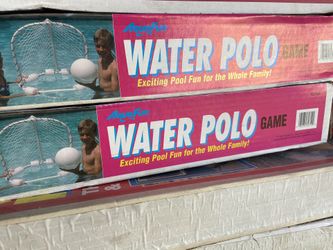 WATER POLO GAME
Exciting Pool Fun for the Whole Family!
WATER POLO GAME
Exciting Pool Fun for the Whole Family!